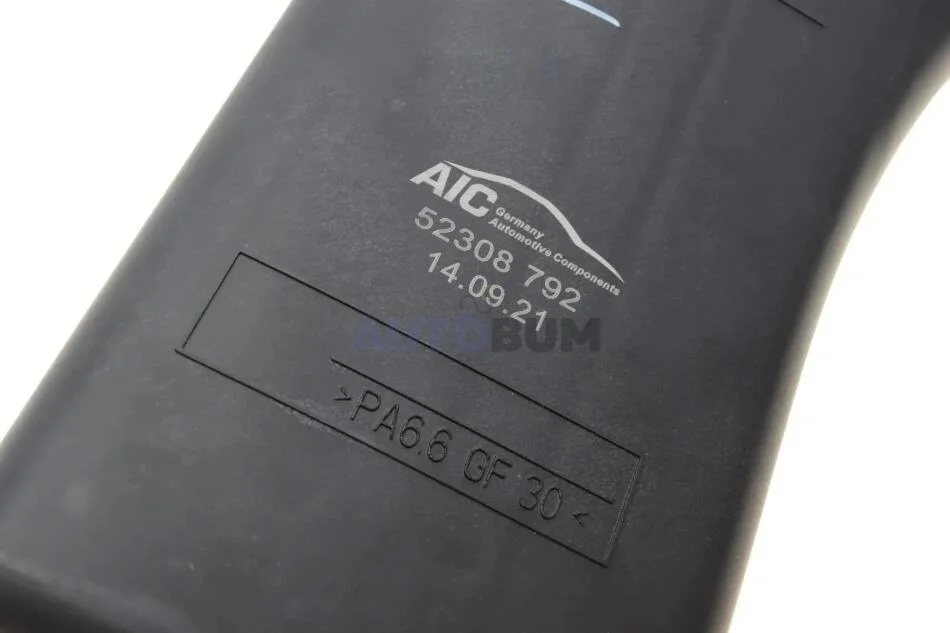 AIC
Germany
Automotive Components
52308 792
14.09.21
AUTOBUM
>PA6.6 GF 30<